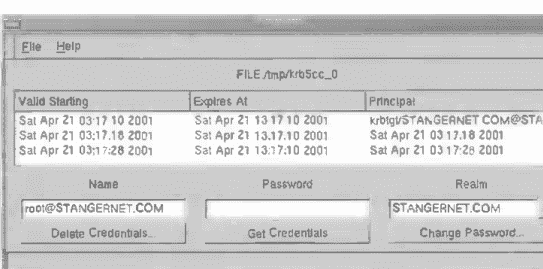 File Help
FILE:/tmp/krb5cc_0
Valid Starting Expires At Principal
Sat Apr 21 03:17:10 2001 Sat Apr 21 13:17:10 2001 krbtgt/STANGERNET.COM@STA
Sat Apr 21 03:17:18 2001 Sat Apr 21 13:17:10 2001 Sat Apr 21 03:17:18 2001
Sat Apr 21 03:17:28 2001 Sat Apr 21 13:17:10 2001 Sat Apr 21 03:17:28 2001
Name Password Realm
root@STANGERNET.COM STANGERNET.COM
Delete Credentials... Get Credentials Change Password...